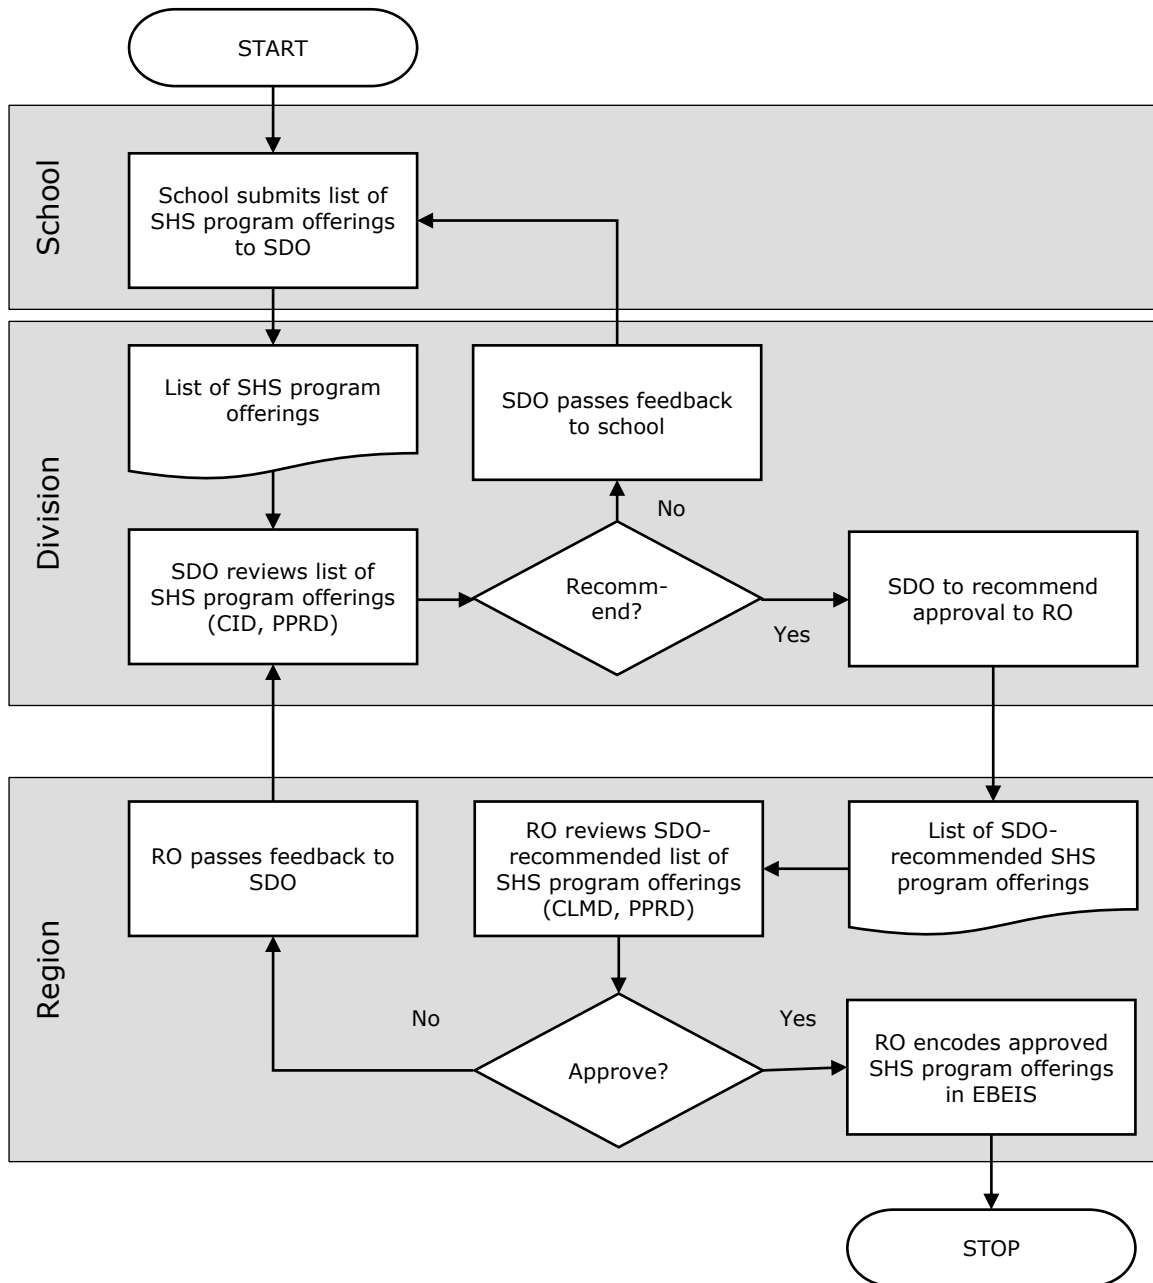 START
School
School submits list of
SHS program offerings
to SDO
Division
List of SHS program
offerings
SDO passes feedback
to school
No
SDO reviews list of
SHS program offerings
(CID, PPRD)
Recomm-
end?
Yes
SDO to recommend
approval to RO
Region
RO passes feedback to
SDO
RO reviews SDO-
recommended list of
SHS program offerings
(CLMD, PPRD)
List of SDO-
recommended SHS
program offerings
No
Approve?
Yes
RO encodes approved
SHS program offerings
in EBEIS
STOP